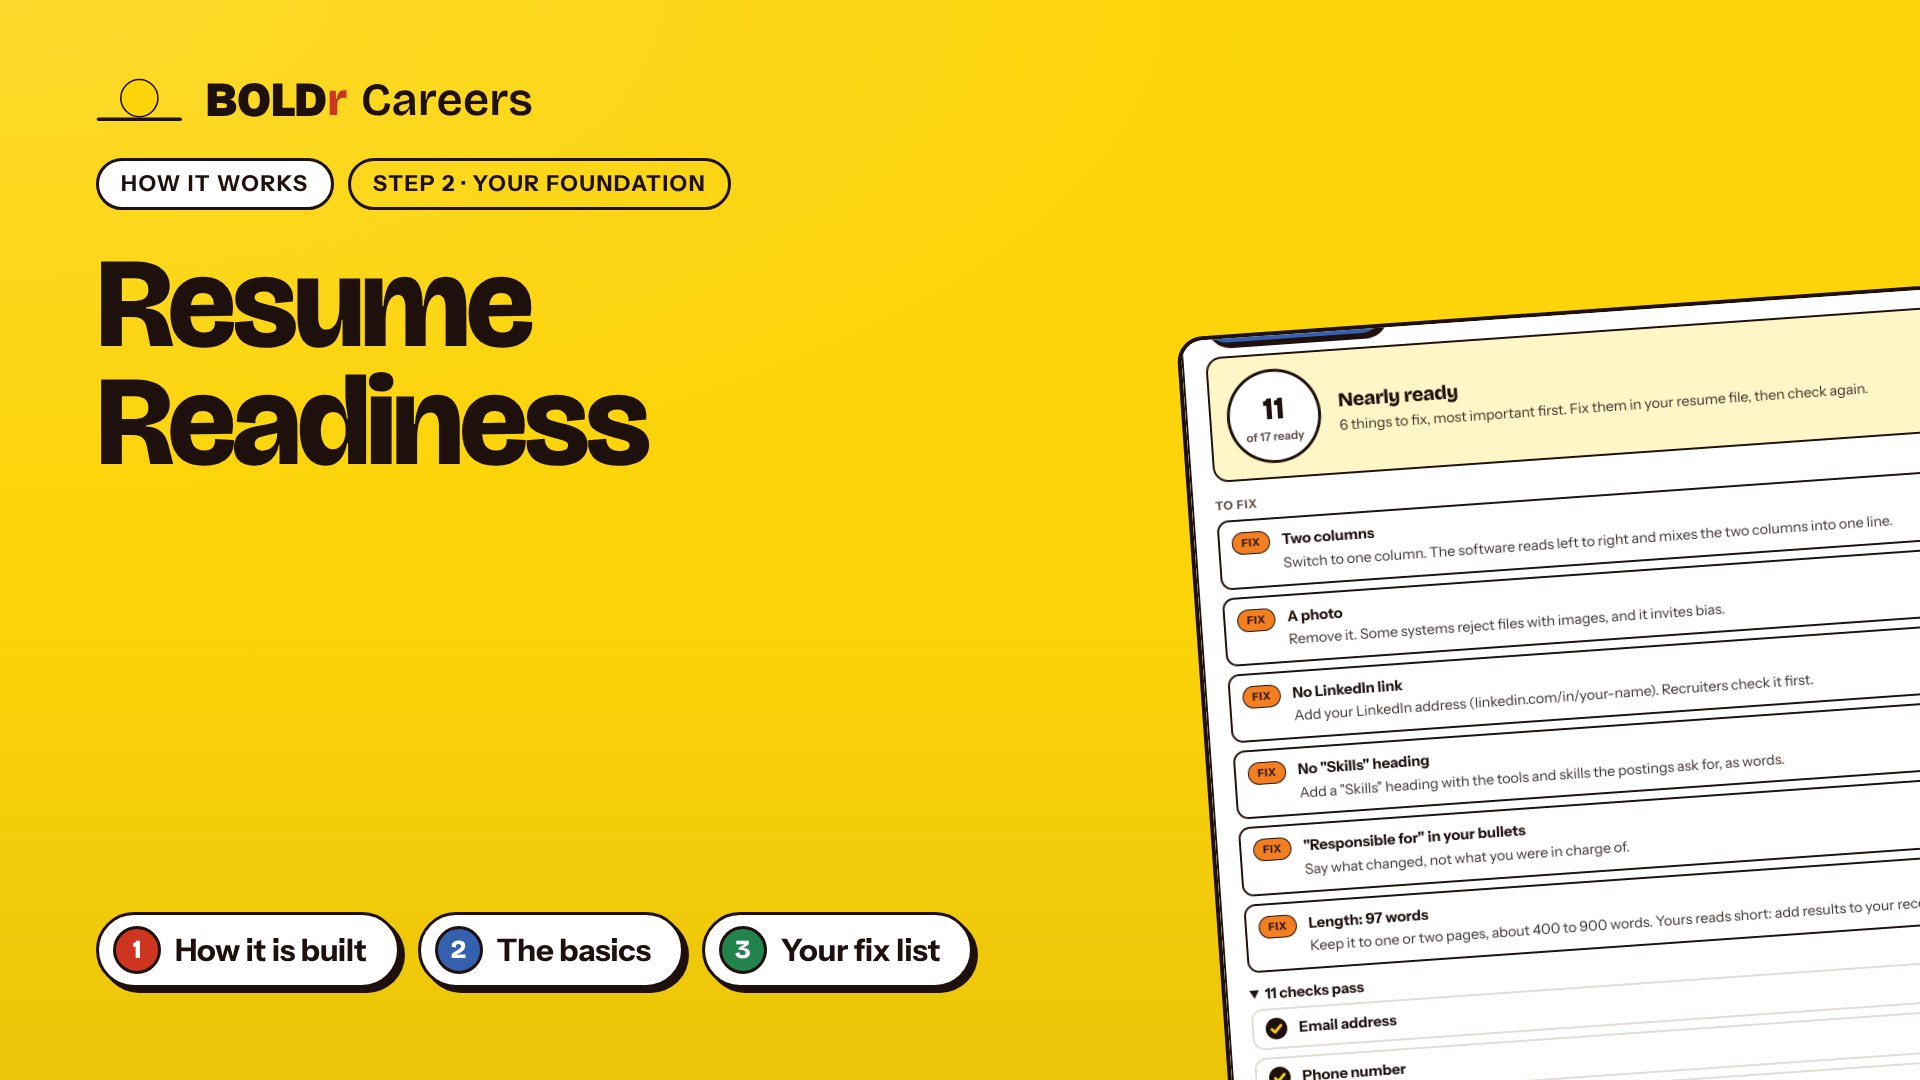 BOLDr Careers
HOW IT WORKS
STEP 2 · YOUR FOUNDATION
Resume
Readiness
1 How it is built
2 The basics
3 Your fix list
11
of 17 ready
Nearly ready
6 things to fix, most important first. Fix them in your resume file, then check again.
TO FIX
FIX
Two columns
Switch to one column. The software reads left to right and mixes the two columns into one line.
FIX
A photo
Remove it. Some systems reject files with images, and it invites bias.
FIX
No LinkedIn link
Add your LinkedIn address (linkedin.com/in/your-name). Recruiters check it first.
FIX
No "Skills" heading
Add a "Skills" heading with the tools and skills the postings ask for, as words.
FIX
"Responsible for" in your bullets
Say what changed, not what you were in charge of.
FIX
Length: 97 words
Keep it to one or two pages, about 400 to 900 words. Yours reads short: add results to your
▼ 11 checks pass
Email address
Phone number